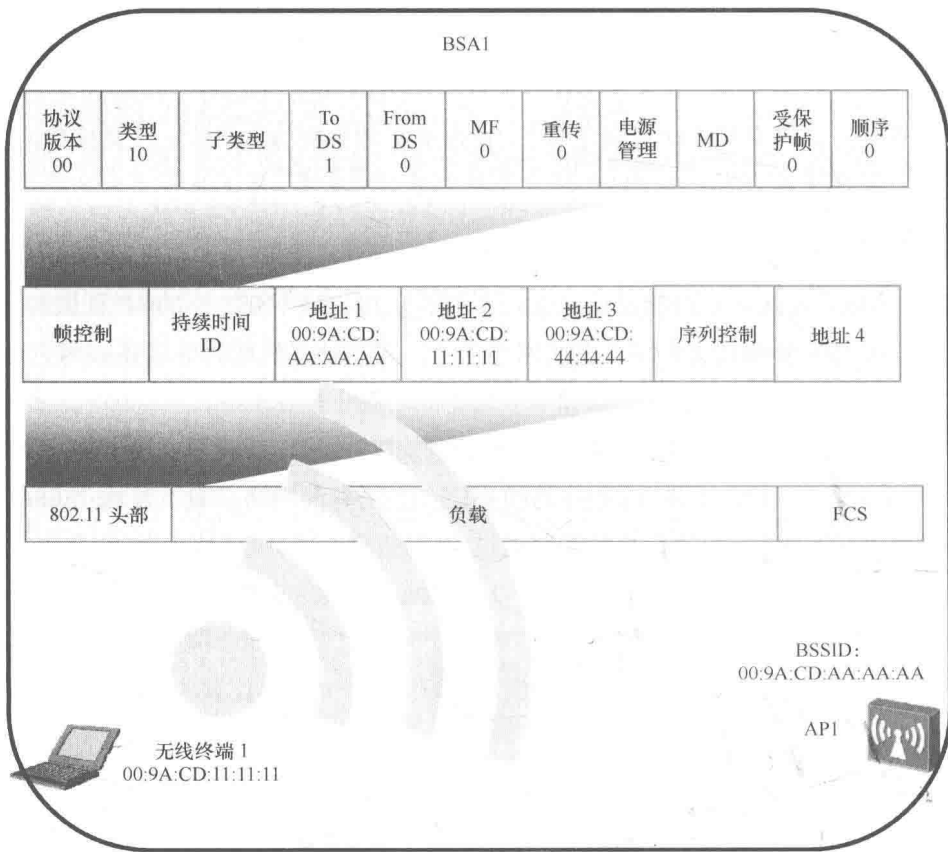 BSA1
协议版本 00
类型 10
子类型
To DS 1
From DS 0
MF 0
重传 0
电源管理
MD
受保护帧 0
顺序 0
帧控制
持续时间 ID
地址 1 00:9A:CD:AA:AA:AA
地址 2 00:9A:CD:11:11:11
地址 3 00:9A:CD:44:44:44
序列控制
地址 4
802.11 头部
负载
FCS
BSSID:
00:9A:CD:AA:AA:AA
AP1
无线终端 1
00:9A:CD:11:11:11